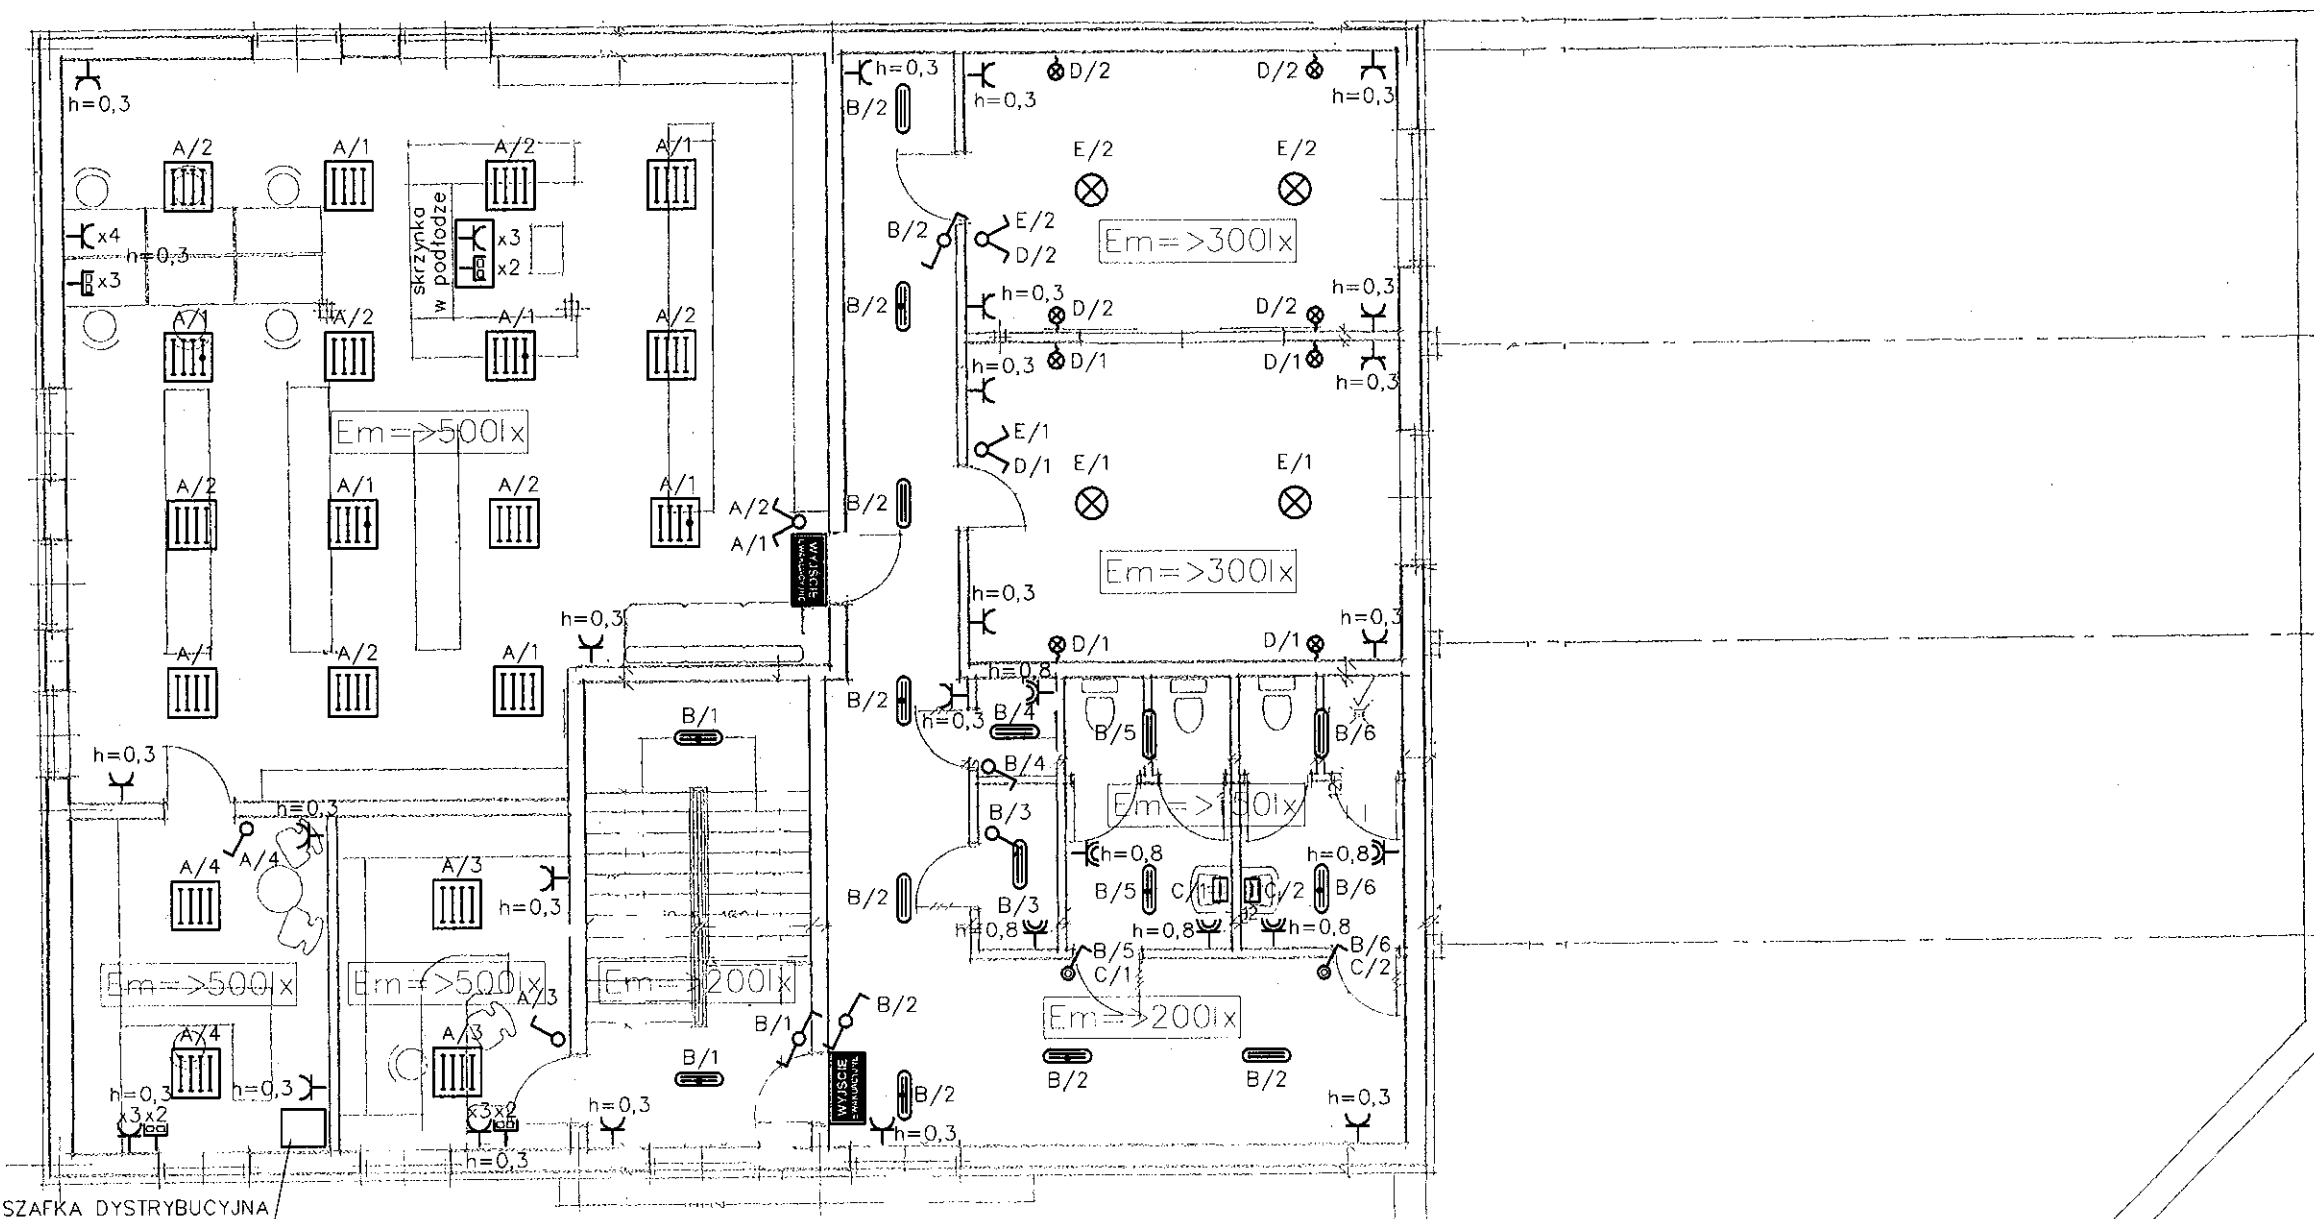 h=0,3
h=0,3
B/2
h=0,3
D/2
D/2
h=0,3
A/2
A/1
A/2
A/1
E/2
E/2
x4
h=0,3
x3
skrzynka
w podłodze
x3
x2
B/2
E/2
D/2
Em=>300lx
A/1
A/2
A/1
A/2
B/2
h=0,3
D/2
D/2
h=0,3
h=0,3
D/1
D/1
h=0,3
Em=>500lx
E/1
D/1
E/1
E/1
A/2
A/1
A/2
A/1
A/2
A/1
B/2
WYJŚCIE
EWAKUACYJNE
Em=>300lx
h=0,3
h=0,3
h=0,3
D/1
D/1
A/1
A/2
A/1
B/2
h=0,8
h=0,3
B/4
B/1
B/5
B/6
h=0,3
B/4
Em=>150lx
h=0,3
A/4
B/3
h=0,8
h=0,8
A/4
A/3
h=0,3
B/2
B/3
B/5
C/1
C/2
B/6
h=0,8
h=0,8
h=0,8
B/5
C/1
B/6
C/2
Em=>500lx
Em=>500lx
Em=>200lx
A/3
B/1
B/2
Em=>200lx
A/4
A/3
B/1
WYJŚCIE
EWAKUACYJNE
B/2
B/2
B/2
h=0,3
h=0,3
x3
x2
x3
x2
h=0,3
h=0,3
h=0,3
h=0,3
SZAFKA DYSTRYBUCYJNA